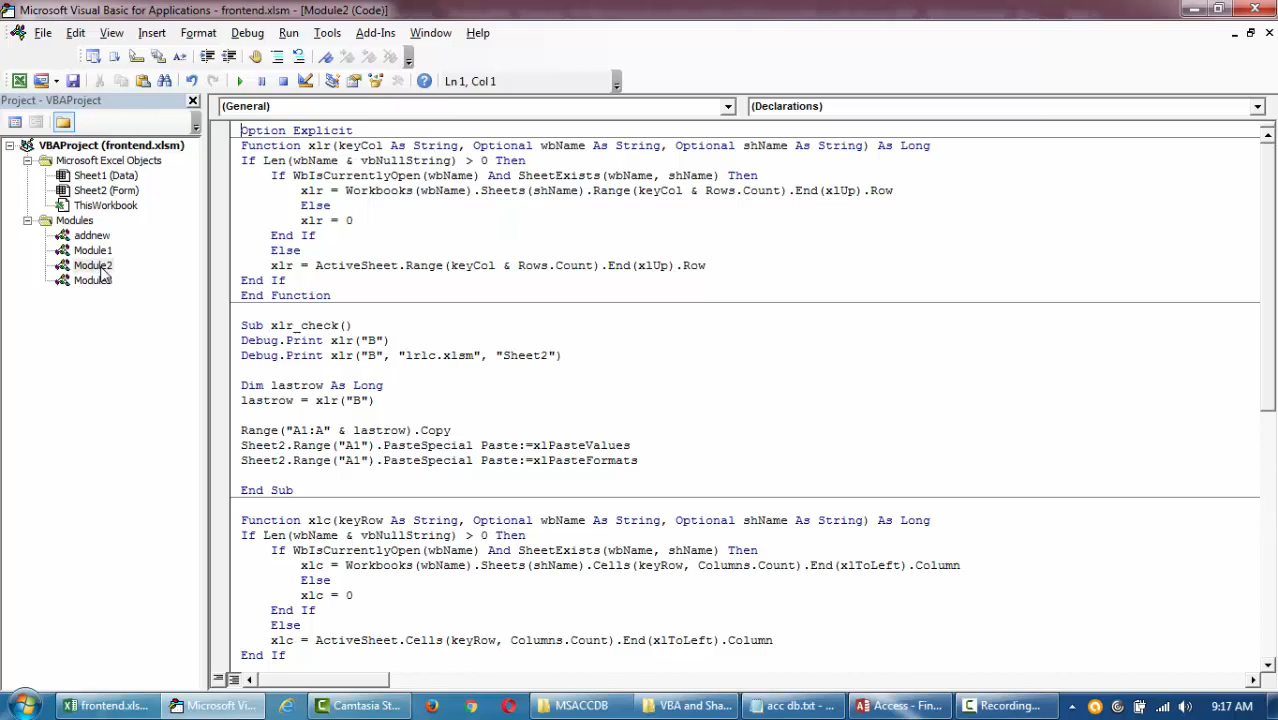 Microsoft Visual Basic for Applications - frontend.xlsm - [Module2 (Code)]
File Edit View Insert Format Debug Run Tools Add-Ins Window Help
Ln 1, Col 1
Project - VBAProject
(General)
(Declarations)
VBAProject (frontend.xlsm)
Microsoft Excel Objects
Sheet1 (Data)
Sheet2 (Form)
ThisWorkbook
Modules
addnew
Module1
Module2
Option Explicit
Function xlr(keyCol As String, Optional wbName As String, Optional shName As String) As Long
If Len(wbName & vbNullString) > 0 Then
If WbIsCurrentlyOpen(wbName) And SheetExists(wbName, shName) Then
xlr = Workbooks(wbName).Sheets(shName).Range(keyCol & Rows.Count).End(xlUp).Row
Else
xlr = 0
End If
Else
xlr = ActiveSheet.Range(keyCol & Rows.Count).End(xlUp).Row
End If
End Function
Sub xlr_check()
Debug.Print xlr("B")
Debug.Print xlr("B", "lrlc.xlsm", "Sheet2")
Dim lastrow As Long
lastrow = xlr("B")
Range("A1:A" & lastrow).Copy
Sheet2.Range("A1").PasteSpecial Paste:=xlPasteValues
Sheet2.Range("A1").PasteSpecial Paste:=xlPasteFormats
End Sub
Function xlc(keyRow As String, Optional wbName As String, Optional shName As String) As Long
If Len(wbName & vbNullString) > 0 Then
If WbIsCurrentlyOpen(wbName) And SheetExists(wbName, shName) Then
xlc = Workbooks(wbName).Sheets(shName).Cells(keyRow, Columns.Count).End(xlToLeft).Column
Else
xlc = 0
End If
Else
xlc = ActiveSheet.Cells(keyRow, Columns.Count).End(xlToLeft).Column
End If
frontend.xlsm...
Microsoft Vi...
Camtasia St...
MSACCDB
VBA and Sha...
acc db.txt - ...
Access - Fin...
Recording...
9:17 AM